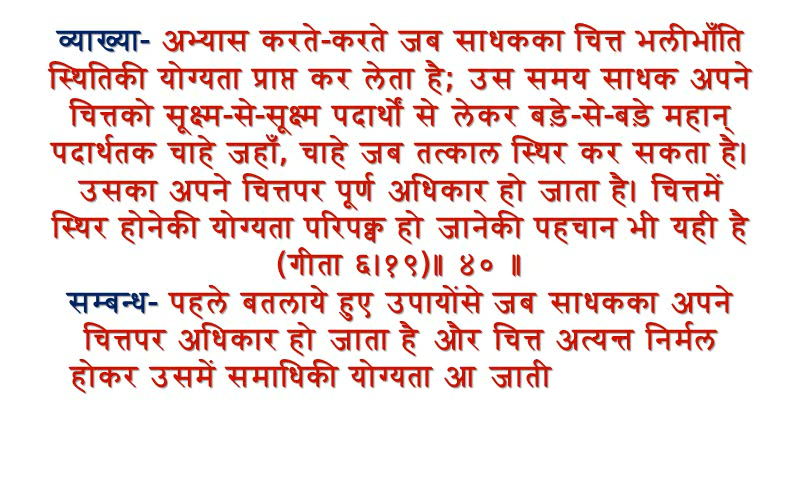 व्याख्या- अभ्यास करते-करते जब साधकका चित्त भलीभाँति
स्थितिकी योग्यता प्राप्त कर लेता है; उस समय साधक अपने
चित्तको सूक्ष्म-से-सूक्ष्म पदार्थों से लेकर बड़े-से-बड़े महान्
पदार्थतक चाहे जहाँ, चाहे जब तत्काल स्थिर कर सकता है।
उसका अपने चित्तपर पूर्ण अधिकार हो जाता है। चित्तमें
स्थिर होनेकी योग्यता परिपक्व हो जानेकी पहचान भी यही है
(गीता ६।१९)॥ ४० ॥
सम्बन्ध- पहले बतलाये हुए उपायोंसे जब साधकका अपने
चित्तपर अधिकार हो जाता है और चित्त अत्यन्त निर्मल
होकर उसमें समाधिकी योग्यता आ जाती